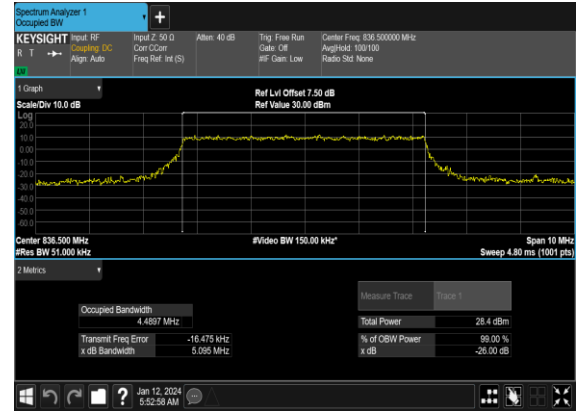 Spectrum Analyzer 1
Occupied BW
+
KEYSIGHT Input: RF Input Z: 50 Ω Atten: 40 dB Trig: Free Run Center Freq: 836.500000 MHz
R T Coupling: DC Corr CCorr Gate: Off Avg|Hold: 100/100
Align: Auto Freq Ref: Int (S) #IF Gain: Low Radio Std: None
LV
1 Graph Ref Lvl Offset 7.50 dB
Scale/Div 10.0 dB Ref Value 30.00 dBm
Log
20.0
10.0
0.00
-10.0
-20.0
-30.0
-40.0
-50.0
-60.0
Center 836.500 MHz #Video BW 150.00 kHz* Span 10 MHz
#Res BW 51.000 kHz Sweep 4.80 ms (1001 pts)
2 Metrics
Measure Trace Trace 1
Occupied Bandwidth
4.4897 MHz Total Power 28.4 dBm
Transmit Freq Error -16.475 kHz % of OBW Power 99.00 %
x dB Bandwidth 5.095 MHz x dB -26.00 dB
? Jan 12, 2024
5:52:58 AM